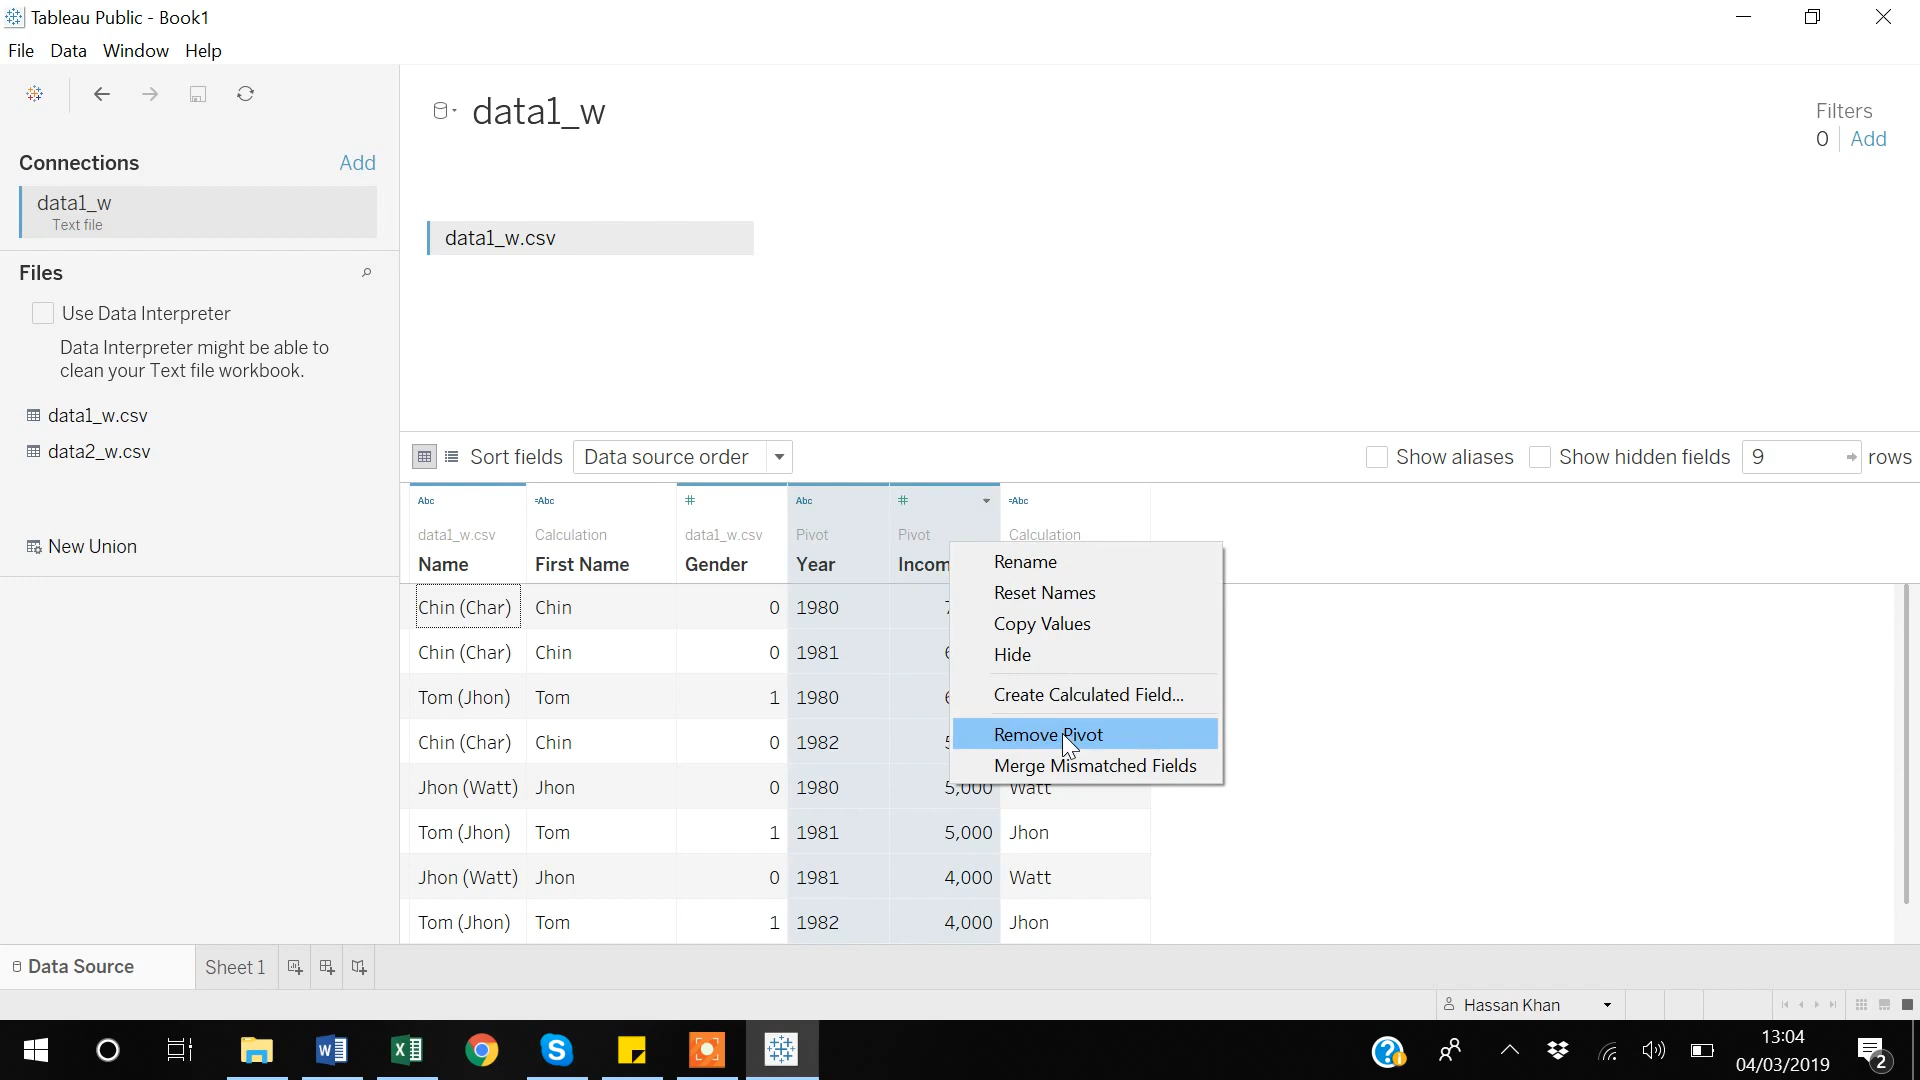 Tableau Public - Book1
File Data Window Help
data1_w
Filters
0 Add
Connections Add
data1_w
Text file
data1_w.csv
Files
Use Data Interpreter
Data Interpreter might be able to
clean your Text file workbook.
data1_w.csv
data2_w.csv
New Union
Sort fields Data source order Show aliases Show hidden fields 9 rows
Abc =Abc # Abc # =Abc
data1_w.csv Calculation data1_w.csv Pivot Pivot Calculation
Name First Name Gender Year Incom
Chin (Char) Chin 0 1980
Chin (Char) Chin 0 1981
Tom (Jhon) Tom 1 1980
Chin (Char) Chin 0 1982
Jhon (Watt) Jhon 0 1980 5,000 Watt
Tom (Jhon) Tom 1 1981 5,000 Jhon
Jhon (Watt) Jhon 0 1981 4,000 Watt
Tom (Jhon) Tom 1 1982 4,000 Jhon
Rename
Reset Names
Copy Values
Hide
Create Calculated Field...
Remove Pivot
Merge Mismatched Fields
Data Source Sheet 1
Hassan Khan
13:04
04/03/2019
2